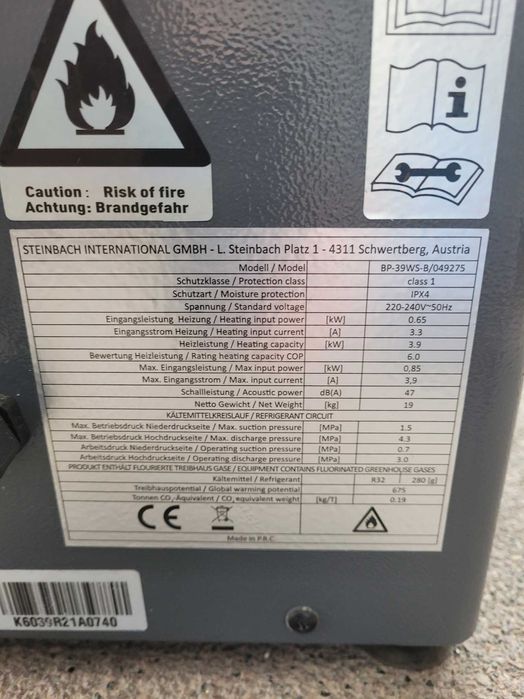 Caution : Risk of fire
Achtung: Brandgefahr
STEINBACH INTERNATIONAL GMBH - L. Steinbach Platz 1 - 4311 Schwertberg, Austria
Modell / Model BP-39WS-B/049275
Schutzklasse / Protection class class 1
Schutzart / Moisture protection IPX4
Spannung / Standard voltage 220-240V~50Hz
Eingangsleistung Heizung / Heating input power [kW] 0.65
Eingangsstrom Heizung / Heating input current [A] 3.3
Heizleistung / Heating capacity [kW] 3.9
Bewertung Heizleistung / Rating heating capacity COP 6.0
Max. Eingangsleistung / Max input power [kW] 0,85
Max. Eingangsstrom / Max. input current [A] 3,9
Schallleistung / Acoustic power dB(A) 47
Netto Gewicht / Net Weight [kg] 19
KÄLTEMITTELKREISLAUF / REFRIGERANT CIRCUIT
Max. Betriebsdruck Niederdruckseite / Max. suction pressure [MPa] 1.5
Max. Betriebsdruck Hochdruckseite / Max. discharge pressure [MPa] 4.3
Arbeitsdruck Niederdruckseite / Operating suction pressure [MPa] 0.7
Arbeitsdruck Hochdruckseite / Operating discharge pressure [MPa] 3.0
PRODUKT ENTHÄLT FLOURIERTE TREIBHAUS GASE / EQUIPMENT CONTAINS FLUORINATED GREENHOUSE GASES
Kältemittel / Refrigerant R32 280 [g]
Treibhauspotential / Global warming potential 675
Tonnen CO₂-Äquivalent / CO₂ equivalent weight [kg/T] 0.19
CE
Made in P.R.C
K6039R21A0740